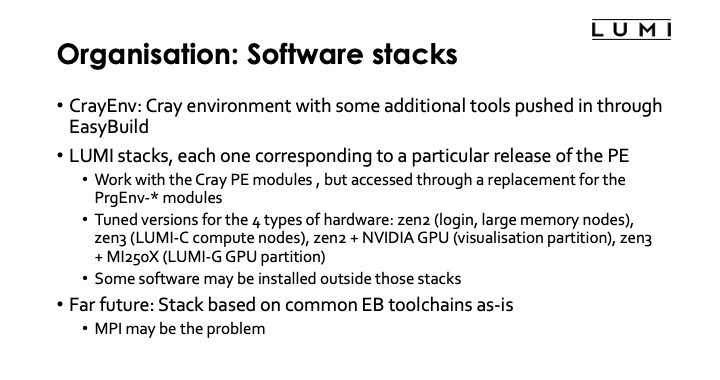 LUMI
Organisation: Software stacks
• CrayEnv: Cray environment with some additional tools pushed in through
EasyBuild
• LUMI stacks, each one corresponding to a particular release of the PE
• Work with the Cray PE modules , but accessed through a replacement for the
PrgEnv-* modules
• Tuned versions for the 4 types of hardware: zen2 (login, large memory nodes),
zen3 (LUMI-C compute nodes), zen2 + NVIDIA GPU (visualisation partition), zen3
+ MI250X (LUMI-G GPU partition)
• Some software may be installed outside those stacks
• Far future: Stack based on common EB toolchains as-is
• MPI may be the problem